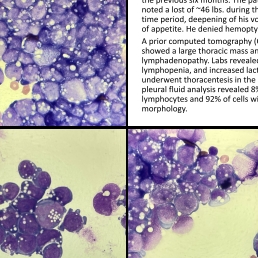 the previous six months. The pa
noted a lost of ~46 lbs. during th
time period, deepening of his vo
of appetite. He denied hemopty
A prior computed tomography (
showed a large thoracic mass an
lymphadenopathy. Labs reveale
lymphopenia, and increased lact
underwent thoracentesis in the
pleural fluid analysis revealed 8%
lymphocytes and 92% of cells wi
morphology.